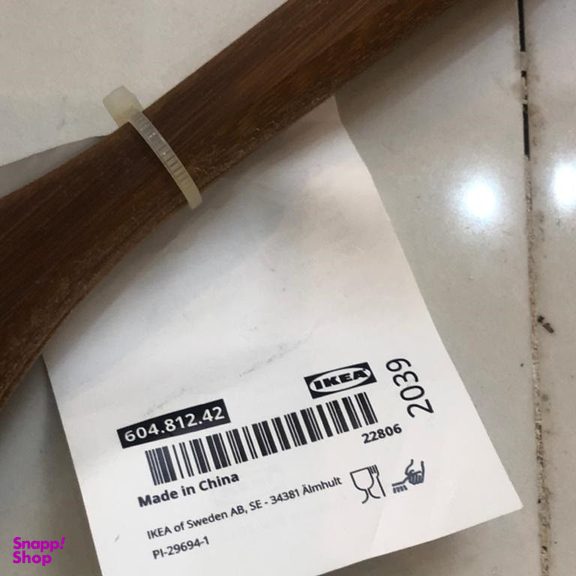 IKEA
2039
604.812.42
22806
Made in China
IKEA of Sweden AB, SE - 34381 Älmhult
PI-29694-1
Snapp!
Shop